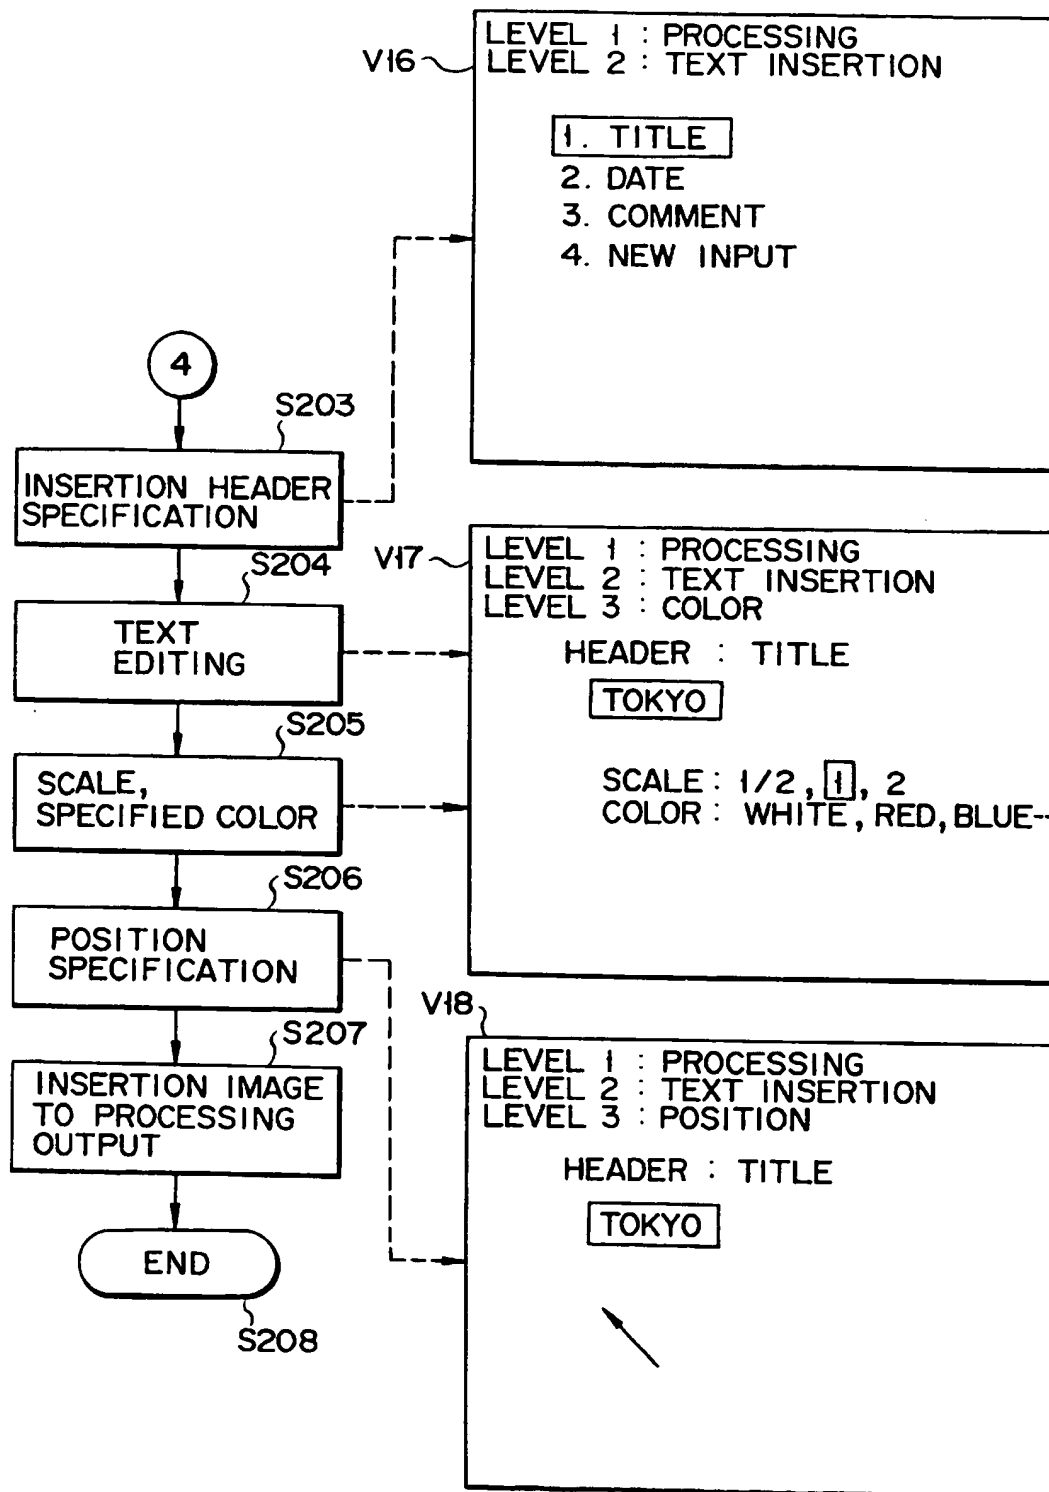 V16
LEVEL 1 : PROCESSING
LEVEL 2 : TEXT INSERTION
1. TITLE
2. DATE
3. COMMENT
4. NEW INPUT
4
S203
INSERTION HEADER
SPECIFICATION
S204
TEXT
EDITING
S205
SCALE,
SPECIFIED COLOR
S206
POSITION
SPECIFICATION
S207
INSERTION IMAGE
TO PROCESSING
OUTPUT
END
S208
V17
LEVEL 1 : PROCESSING
LEVEL 2 : TEXT INSERTION
LEVEL 3 : COLOR
HEADER : TITLE
TOKYO
SCALE : 1/2, 1, 2
COLOR : WHITE, RED, BLUE--
V18
LEVEL 1 : PROCESSING
LEVEL 2 : TEXT INSERTION
LEVEL 3 : POSITION
HEADER : TITLE
TOKYO